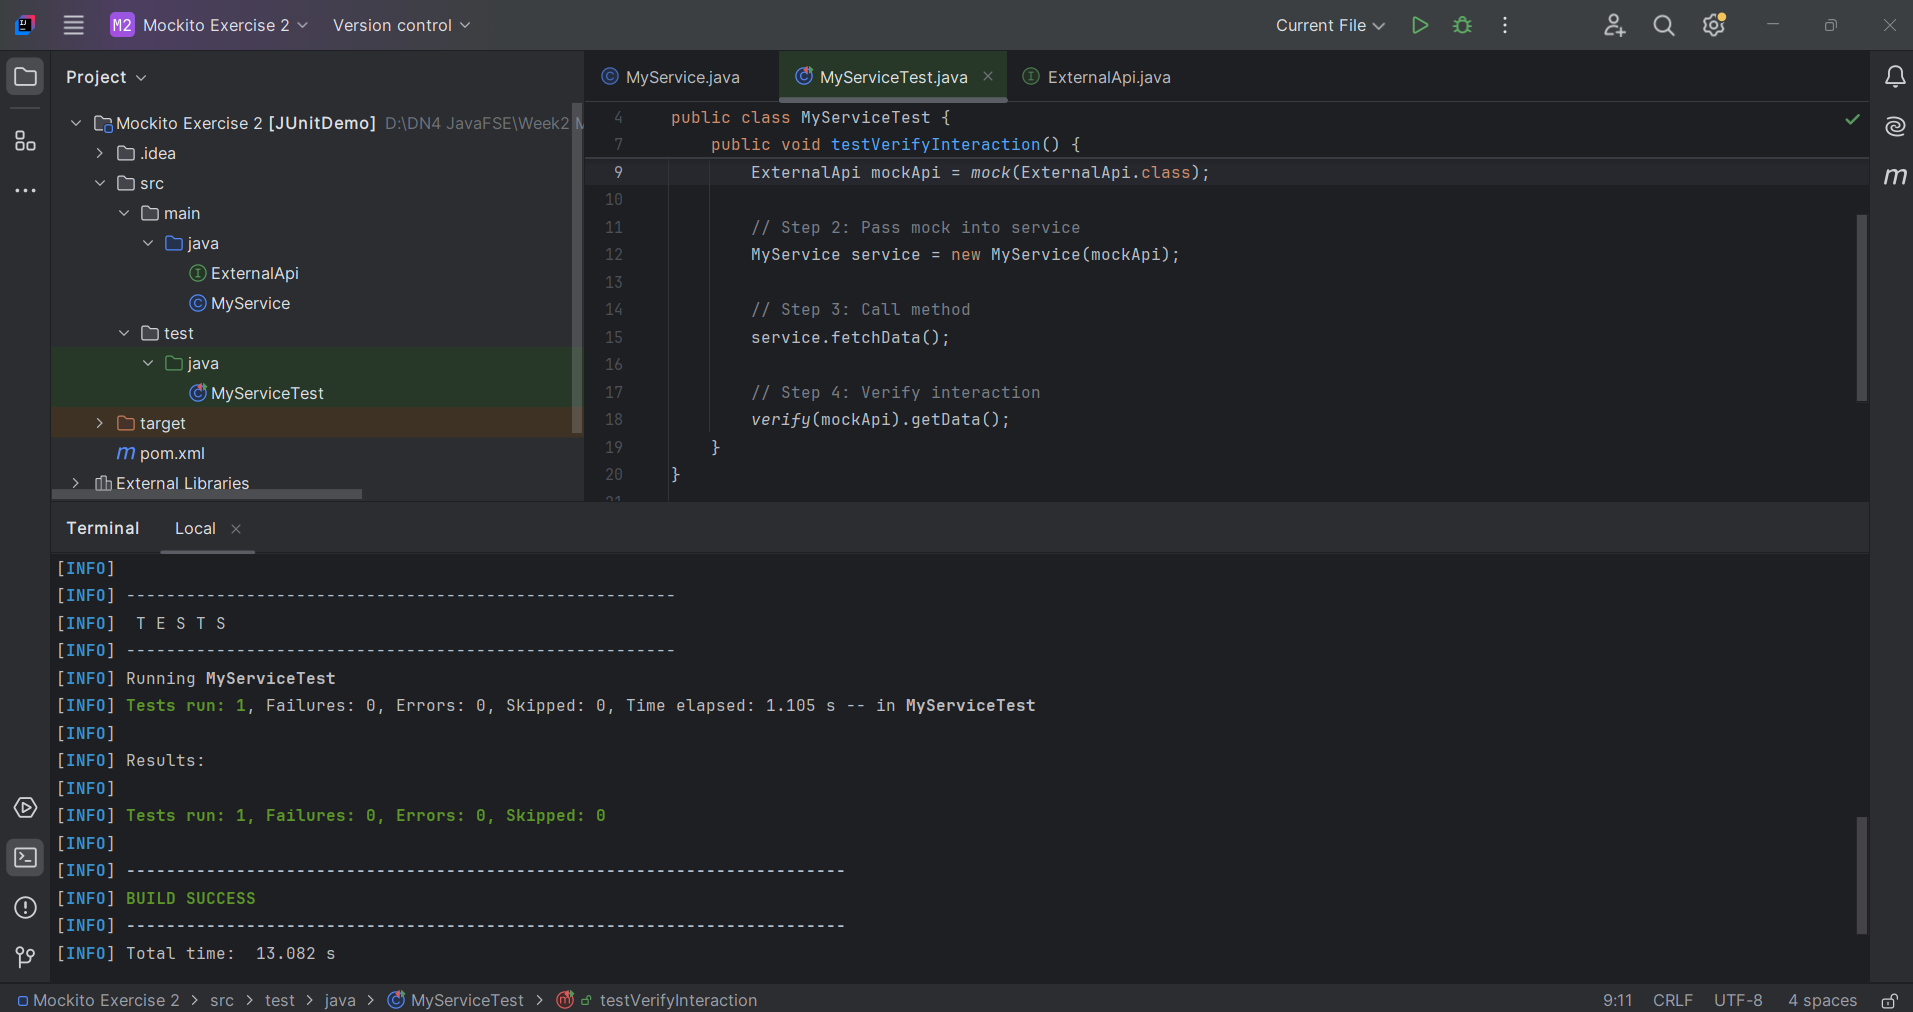 M2 Mockito Exercise 2 Version control Current File
Project
Mockito Exercise 2 [JUnitDemo] D:\DN4 JavaFSE\Week2
.idea
src
main
java
ExternalApi
MyService
test
java
MyServiceTest
target
pom.xml
External Libraries
MyService.java MyServiceTest.java ExternalApi.java
4 public class MyServiceTest {
7 public void testVerifyInteraction() {
9 ExternalApi mockApi = mock(ExternalApi.class);
10
11 // Step 2: Pass mock into service
12 MyService service = new MyService(mockApi);
13
14 // Step 3: Call method
15 service.fetchData();
16
17 // Step 4: Verify interaction
18 verify(mockApi).getData();
19 }
20 }
Terminal Local
[INFO]
[INFO] -------------------------------------------------------
[INFO]  T E S T S
[INFO] -------------------------------------------------------
[INFO] Running MyServiceTest
[INFO] Tests run: 1, Failures: 0, Errors: 0, Skipped: 0, Time elapsed: 1.105 s -- in MyServiceTest
[INFO]
[INFO] Results:
[INFO]
[INFO] Tests run: 1, Failures: 0, Errors: 0, Skipped: 0
[INFO]
[INFO] ------------------------------------------------------------------------
[INFO] BUILD SUCCESS
[INFO] ------------------------------------------------------------------------
[INFO] Total time:  13.082 s
Mockito Exercise 2 > src > test > java > MyServiceTest > testVerifyInteraction 9:11 CRLF UTF-8 4 spaces